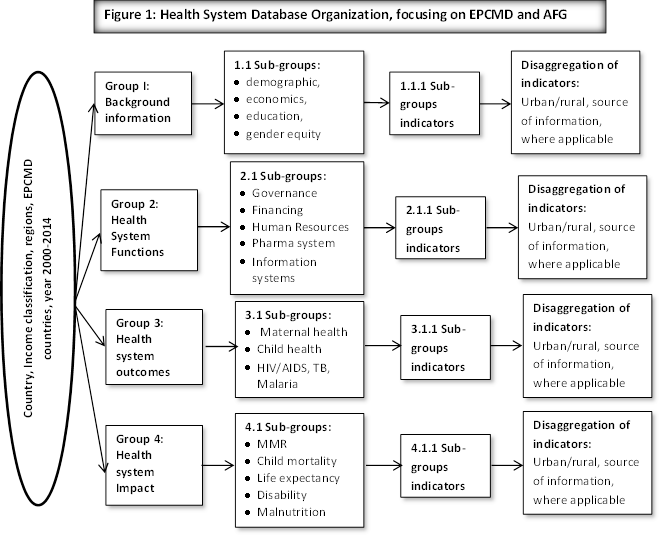 Figure 1: Health System Database Organization, focusing on EPCMD and AFG
Country, Income classification, regions, EPCMD
countries, year 2000-2014
Group I:
Background
information
1.1 Sub-groups:
• demographic,
• economics,
• education,
• gender equity
1.1.1 Sub-
groups
indicators
Disaggregation of
indicators:
Urban/rural, source
of information,
where applicable
Group 2:
Health
System
Functions
2.1 Sub-groups:
• Governance
• Financing
• Human Resources
• Pharma system
• Information
systems
2.1.1 Sub-
groups
indicators
Disaggregation of
indicators:
Urban/rural, source
of information,
where applicable
Group 3:
Health
system
outcomes
3.1 Sub-groups:
• Maternal health
• Child health
• HIV/AIDS, TB,
Malaria
3.1.1 Sub-
groups
indicators
Disaggregation of
indicators:
Urban/rural, source
of information,
where applicable
Group 4:
Health
system
Impact
4.1 Sub-groups:
• MMR
• Child mortality
• Life expectancy
• Disability
• Malnutrition
4.1.1 Sub-
groups
indicators
Disaggregation of
indicators:
Urban/rural, source
of information,
where applicable